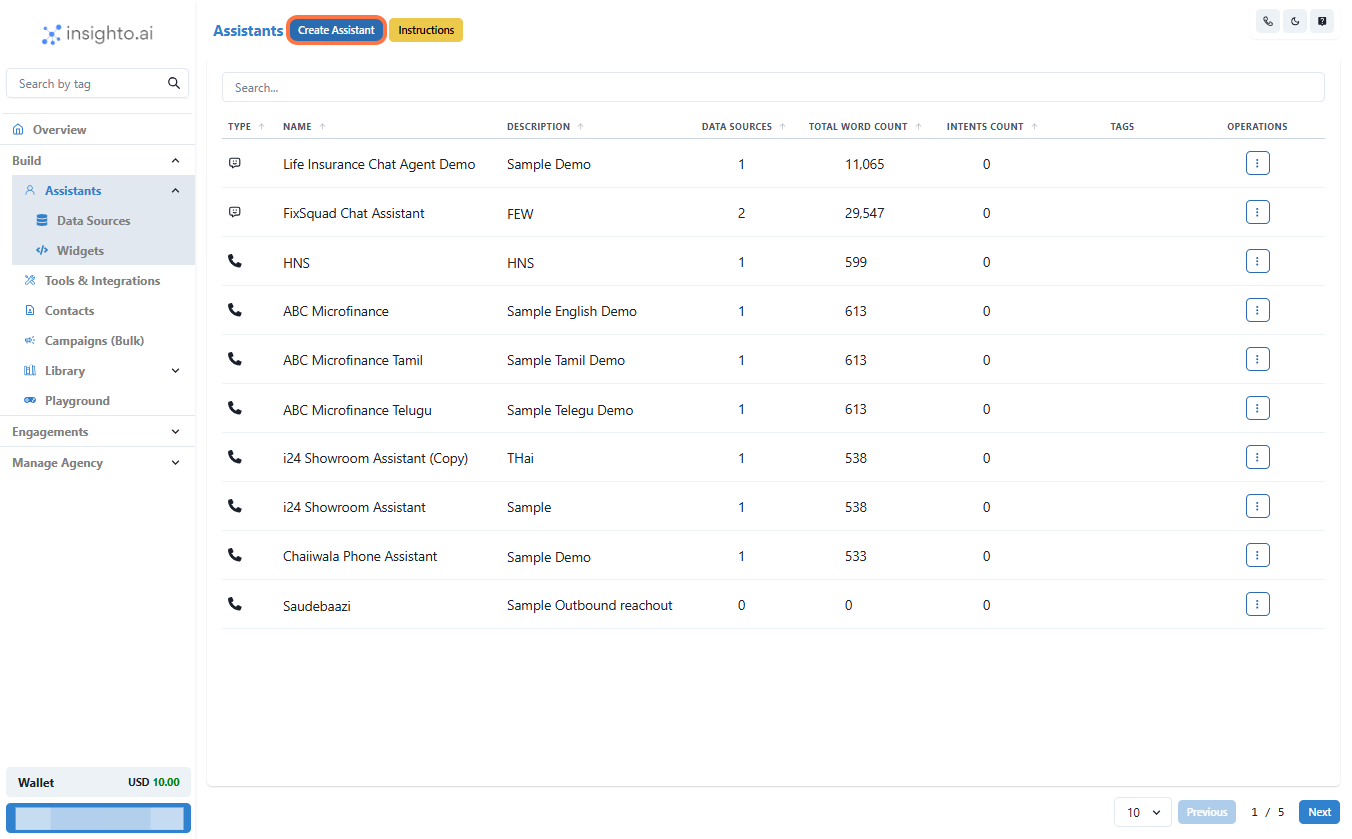 insighto.ai
Search by tag
Overview
Build
Assistants
Data Sources
Widgets
Tools & Integrations
Contacts
Campaigns (Bulk)
Library
Playground
Engagements
Manage Agency
Wallet USD 10.00
Assistants Create Assistant Instructions
Search...
TYPE NAME DESCRIPTION DATA SOURCES TOTAL WORD COUNT INTENTS COUNT TAGS OPERATIONS
Life Insurance Chat Agent Demo Sample Demo 1 11,065 0
FixSquad Chat Assistant FEW 2 29,547 0
HNS HNS 1 599 0
ABC Microfinance Sample English Demo 1 613 0
ABC Microfinance Tamil Sample Tamil Demo 1 613 0
ABC Microfinance Telugu Sample Telegu Demo 1 613 0
i24 Showroom Assistant (Copy) THai 1 538 0
i24 Showroom Assistant Sample 1 538 0
Chaiiwala Phone Assistant Sample Demo 1 533 0
Saudebaazi Sample Outbound reachout 0 0 0
10 Previous 1 / 5 Next